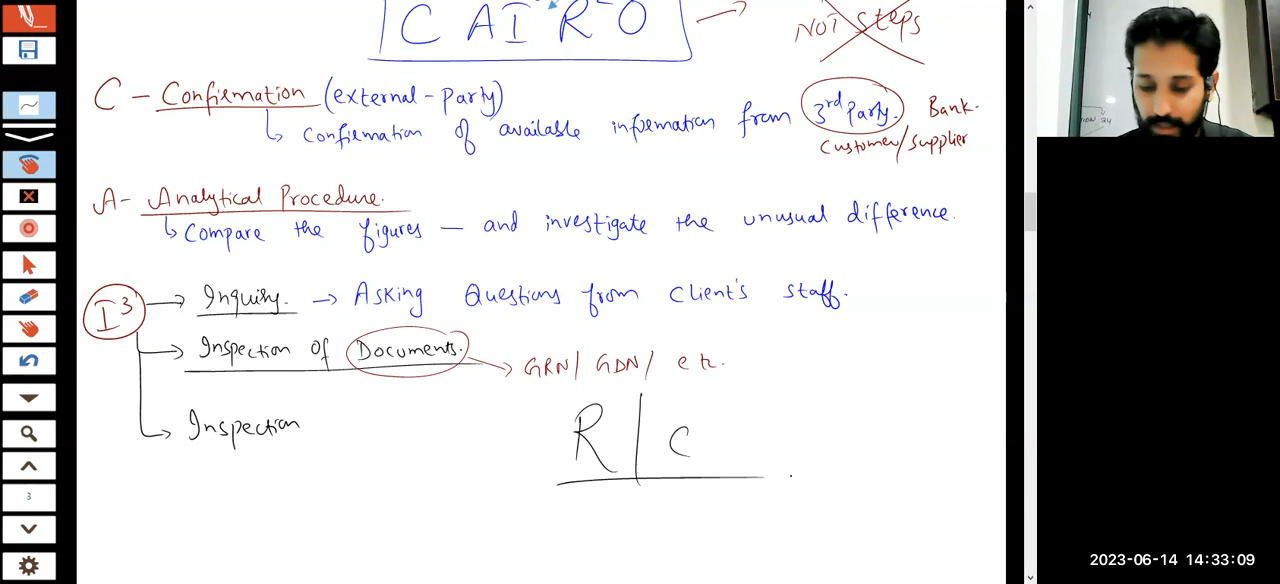 C A I R O
NOT steps
C - Confirmation (external-party)
↳ Confirmation of available information from 3rd Party. Bank.
Customer/supplier
A- Analytical Procedure.
↳ Compare the figures — and investigate the unusual difference.
I³ → Inquiry. → Asking Questions from Client's staff.
→ Inspection of Documents. → GRN/ GDN/ etc.
→ Inspection
R | C
3
2023-06-14 14:33:09